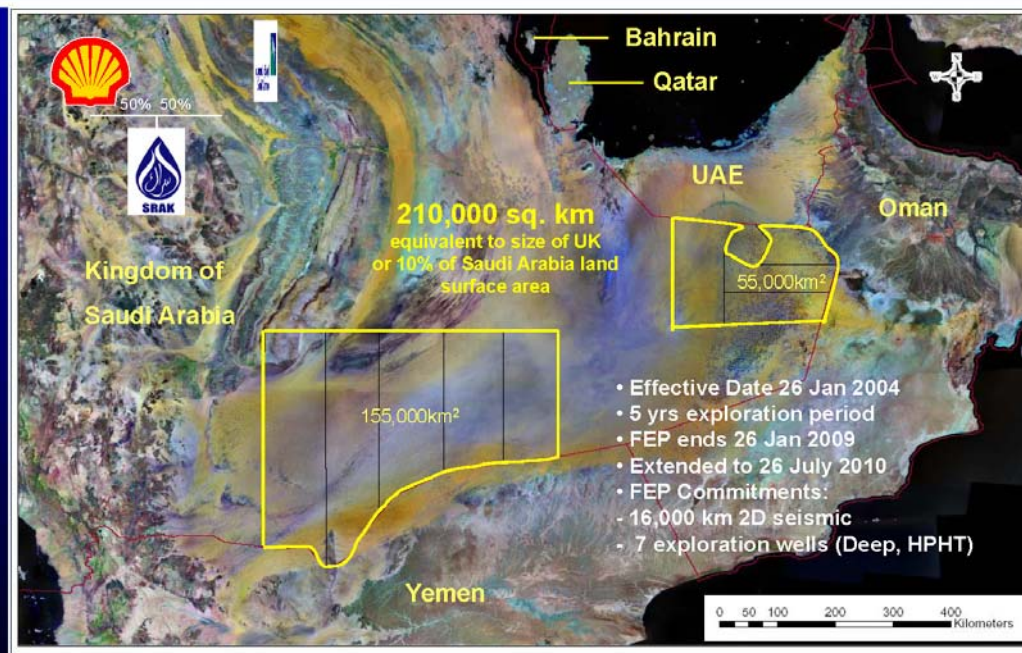 Bahrain
Qatar
50% 50%
SRAK
UAE
Oman
210,000 sq. km
equivalent to size of UK
or 10% of Saudi Arabia land
surface area
55,000km²
Kingdom of
Saudi Arabia
155,000km²
• Effective Date 26 Jan 2004
• 5 yrs exploration period
• FEP ends 26 Jan 2009
• Extended to 26 July 2010
• FEP Commitments:
- 16,000 km 2D seismic
- 7 exploration wells (Deep, HPHT)
Yemen
0 50 100 200 300 400
Kilometers